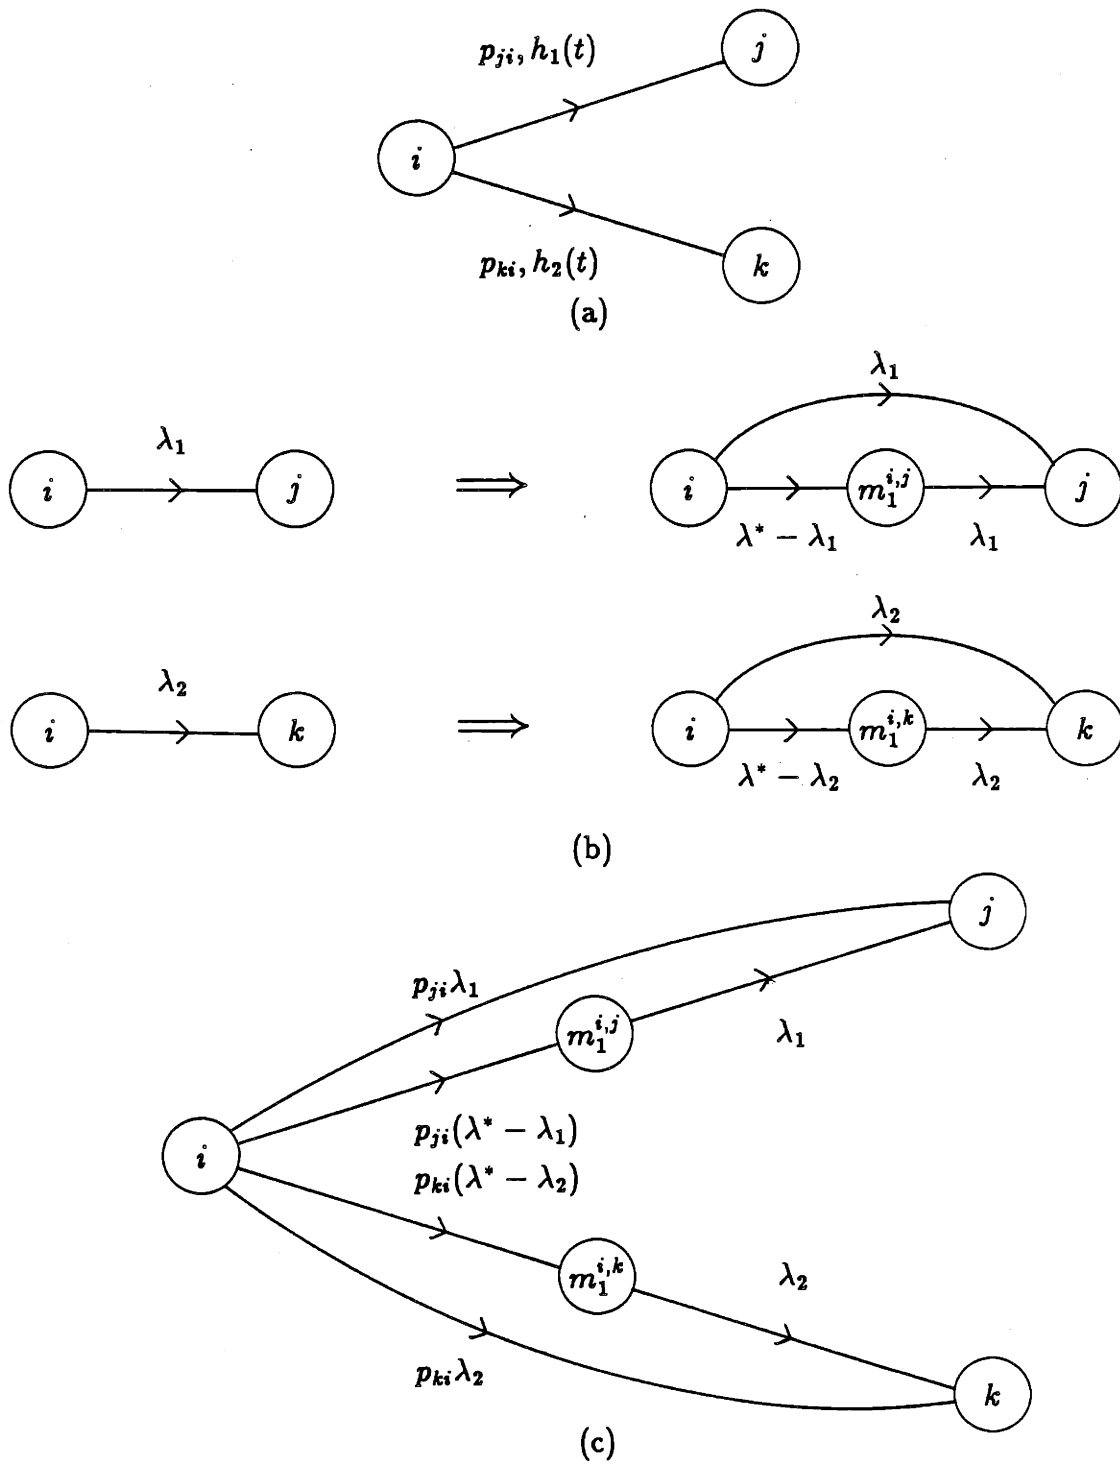 p_{ji}, h_1(t)
j
i
p_{ki}, h_2(t)
k
(a)
λ_1
i
j
⟹
λ_1
i
m_1^{i,j}
j
λ* − λ_1
λ_1
λ_2
i
k
⟹
λ_2
i
m_1^{i,k}
k
λ* − λ_2
λ_2
(b)
j
p_{ji}λ_1
m_1^{i,j}
λ_1
p_{ji}(λ* − λ_1)
i
p_{ki}(λ* − λ_2)
m_1^{i,k}
λ_2
p_{ki}λ_2
k
(c)